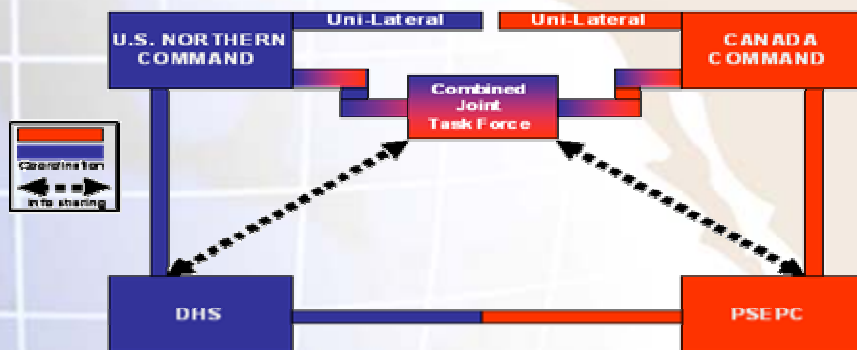 Uni-Lateral
Uni-Lateral
U.S. NORTHERN
COMMAND
CANADA
COMMAND
Combined
Joint
Task Force
Coordination
Info sharing
DHS
PSEPC